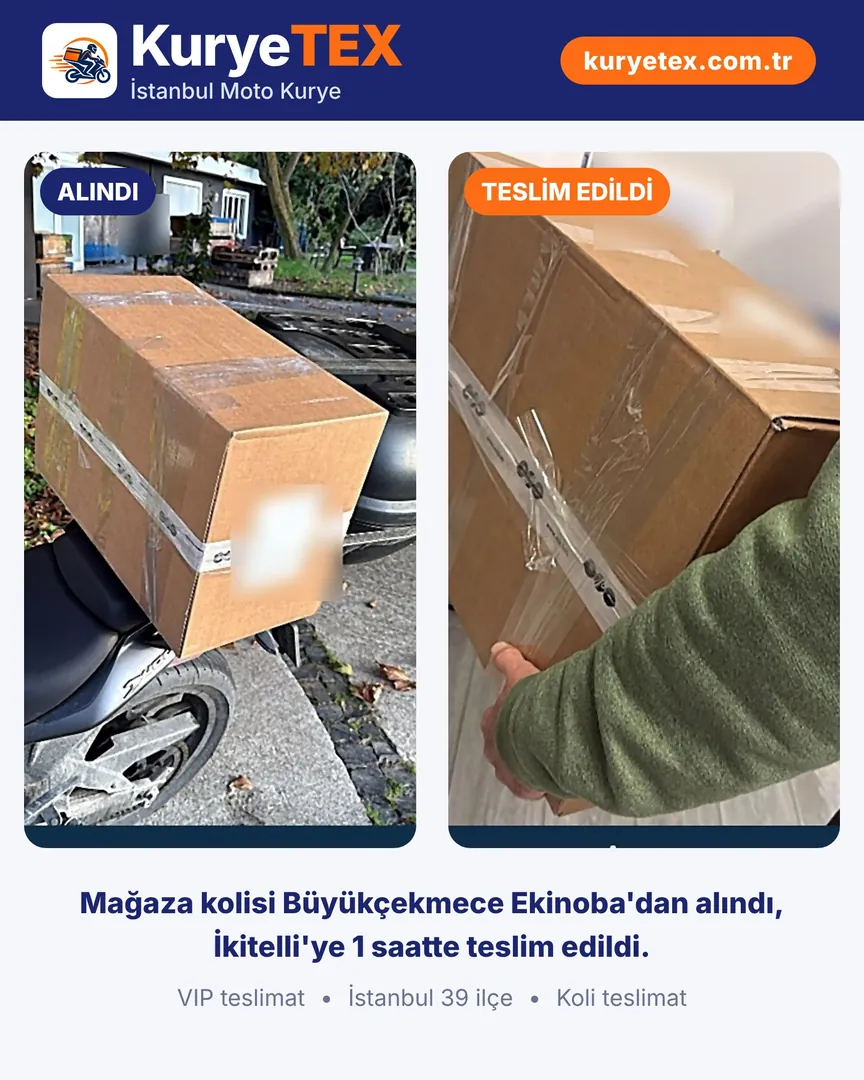 KuryeTEX
İstanbul Moto Kurye
kuryetex.com.tr
ALINDI
TESLİM EDİLDİ
Mağaza kolisi Büyükçekmece Ekinoba'dan alındı,
İkitelli'ye 1 saatte teslim edildi.
VIP teslimat • İstanbul 39 ilçe • Koli teslimat